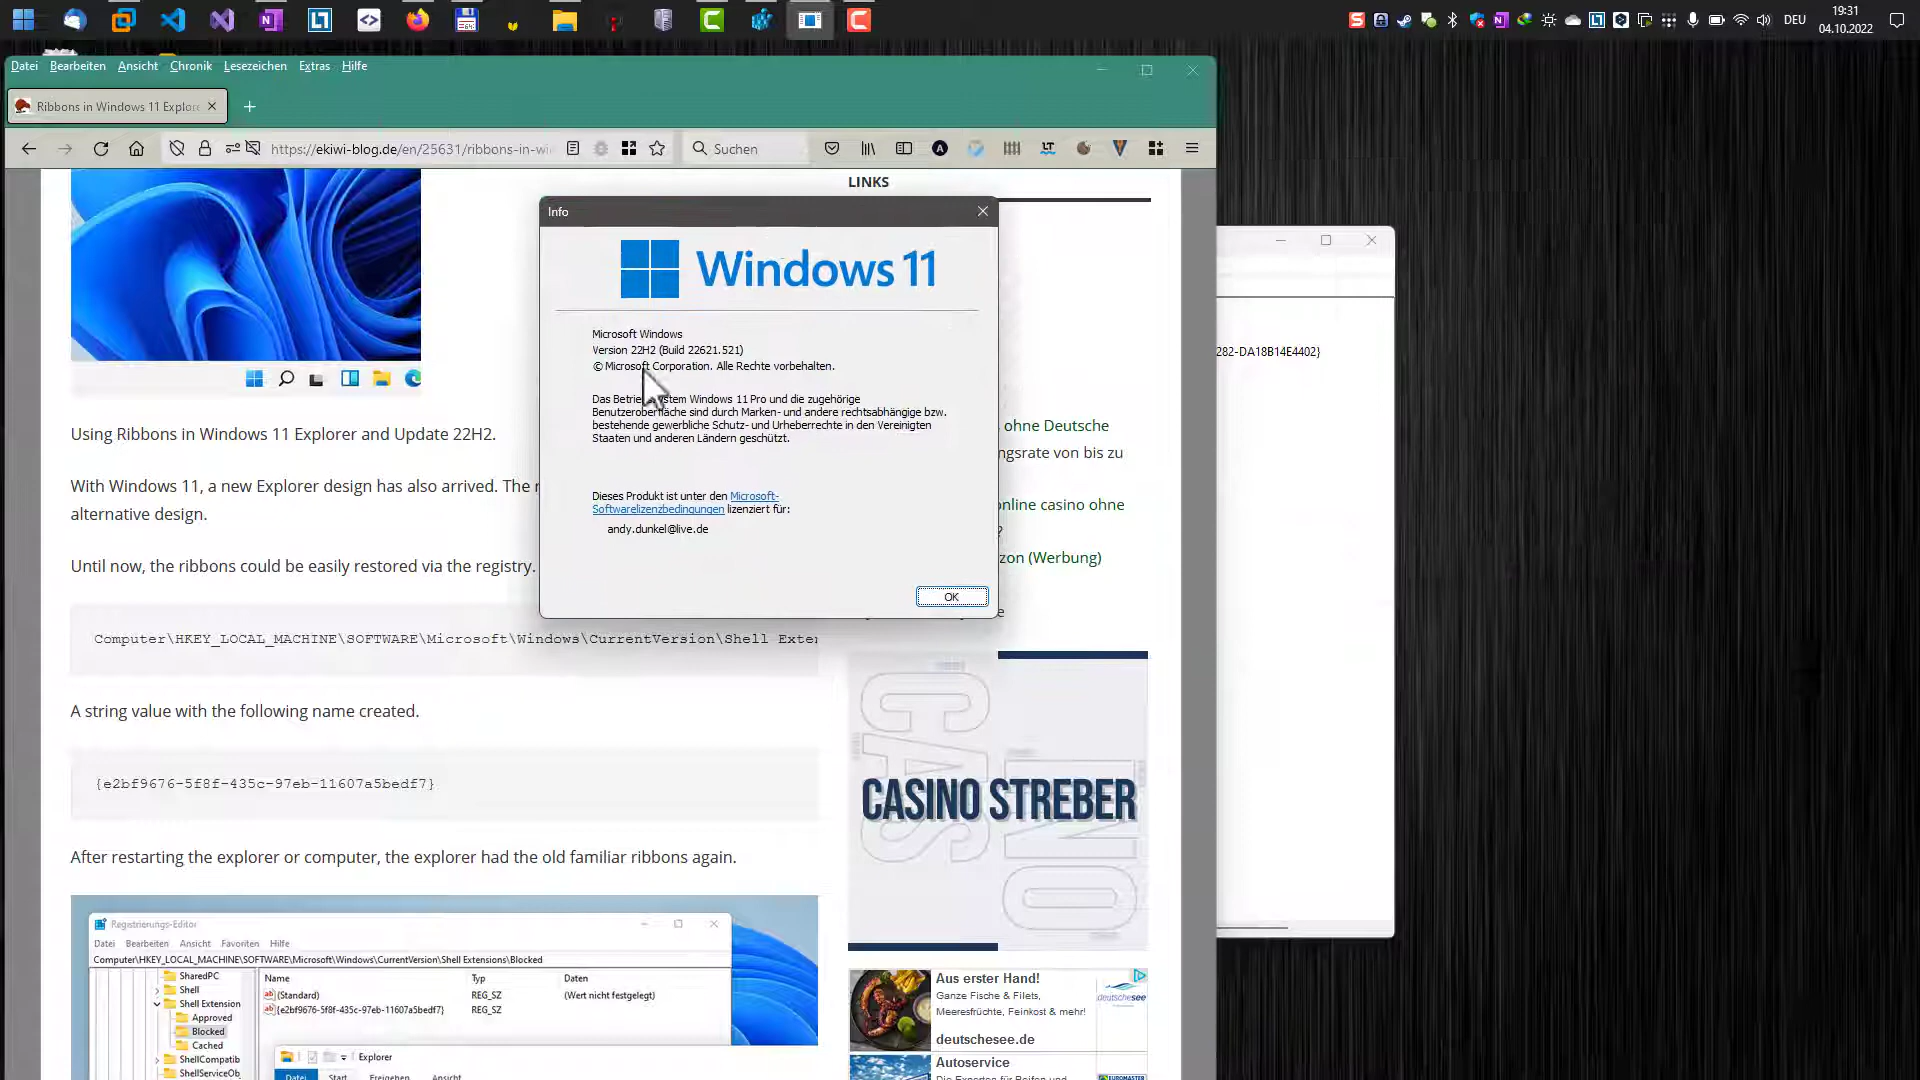 DEU
19:31
04.10.2022
Datei Bearbeiten Ansicht Chronik Lesezeichen Extras Hilfe
Ribbons in Windows 11 Explore
https://ekiwi-blog.de/en/25631/ribbons-in-wi
Suchen
LINKS
Info
Windows 11
Microsoft Windows
Version 22H2 (Build 22621.521)
© Microsoft Corporation. Alle Rechte vorbehalten.
Das Betrie ystem Windows 11 Pro und die zugehörige
Benutzeroberfläche sind durch Marken- und andere rechtsabhängige bzw.
bestehende gewerbliche Schutz- und Urheberrechte in den Vereinigten
Staaten und anderen Ländern geschützt.
Dieses Produkt ist unter den Microsoft-
Softwarelizenzbedingungen lizenziert für:
andy.dunkel@live.de
OK
282-DA18B14E4402}
ohne Deutsche
ngsrate von bis zu
online casino ohne
?
zon (Werbung)
Using Ribbons in Windows 11 Explorer and Update 22H2.
With Windows 11, a new Explorer design has also arrived. The
alternative design.
Until now, the ribbons could be easily restored via the registry.
Computer\HKEY_LOCAL_MACHINE\SOFTWARE\Microsoft\Windows\CurrentVersion\Shell Exten
A string value with the following name created.
{e2bf9676-5f8f-435c-97eb-11607a5bedf7}
After restarting the explorer or computer, the explorer had the old familiar ribbons again.
CASINO STREBER
Registrierungs-Editor
Datei Bearbeiten Ansicht Favoriten Hilfe
Computer\HKEY_LOCAL_MACHINE\SOFTWARE\Microsoft\Windows\CurrentVersion\Shell Extensions\Blocked
SharedPC
Shell
Shell Extension
Approved
Blocked
Cached
ShellCompatib
ShellServiceOb
Name Typ Daten
(Standard) REG_SZ (Wert nicht festgelegt)
{e2bf9676-5f8f-435c-97eb-11607a5bedf7} REG_SZ
Explorer
Datei Start Freigeben Ansicht
Aus erster Hand!
Ganze Fische & Filets,
Meeresfrüchte, Feinkost & mehr!
deutschesee.de
deutschesee
Autoservice
Die Experten für Reifen und
EUROMASTER